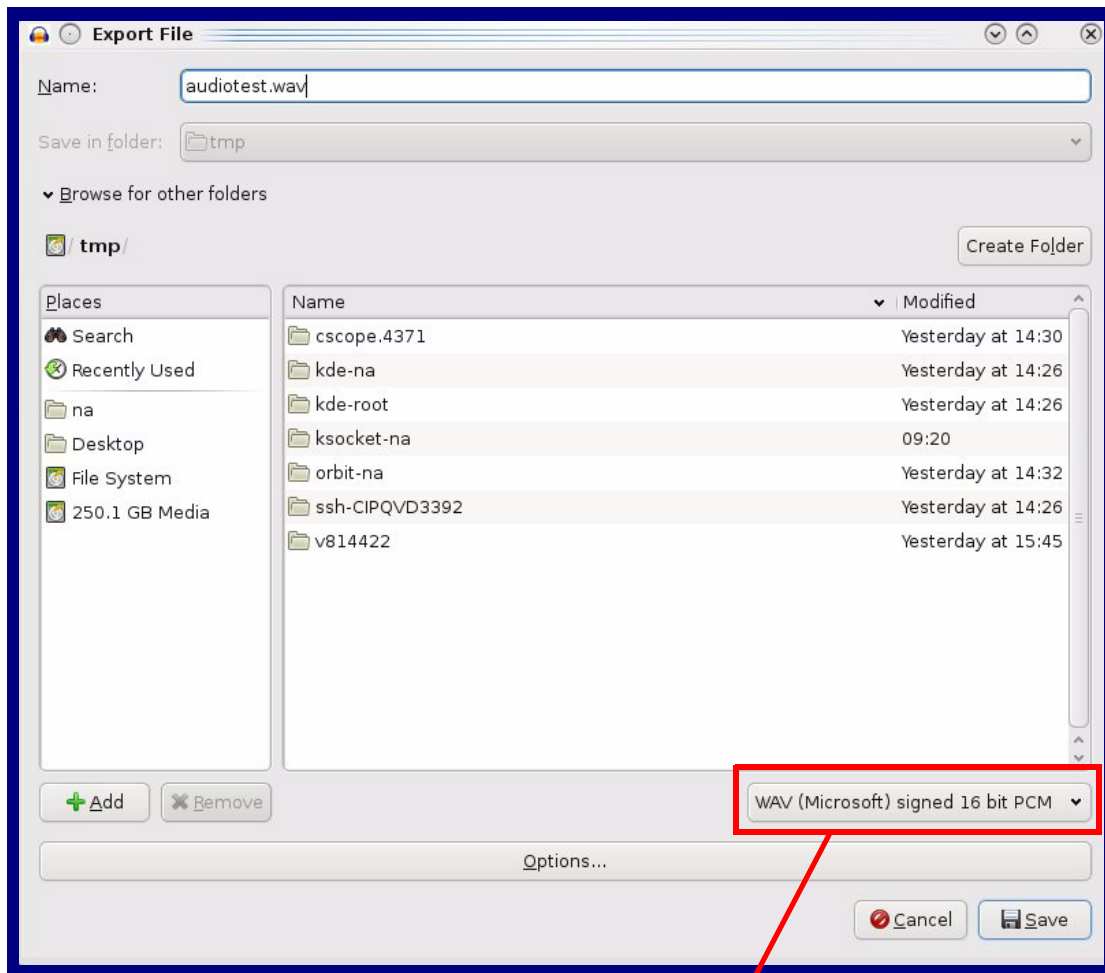 Export File
Name: audiotest.wav
Save in folder: tmp
Browse for other folders
/ tmp/
Create Folder
Places
Search
Recently Used
na
Desktop
File System
250.1 GB Media
Name Modified
cscope.4371 Yesterday at 14:30
kde-na Yesterday at 14:26
kde-root Yesterday at 14:26
ksocket-na 09:20
orbit-na Yesterday at 14:32
ssh-CIPQVD3392 Yesterday at 14:26
v814422 Yesterday at 15:45
Add Remove
WAV (Microsoft) signed 16 bit PCM
Options...
Cancel Save